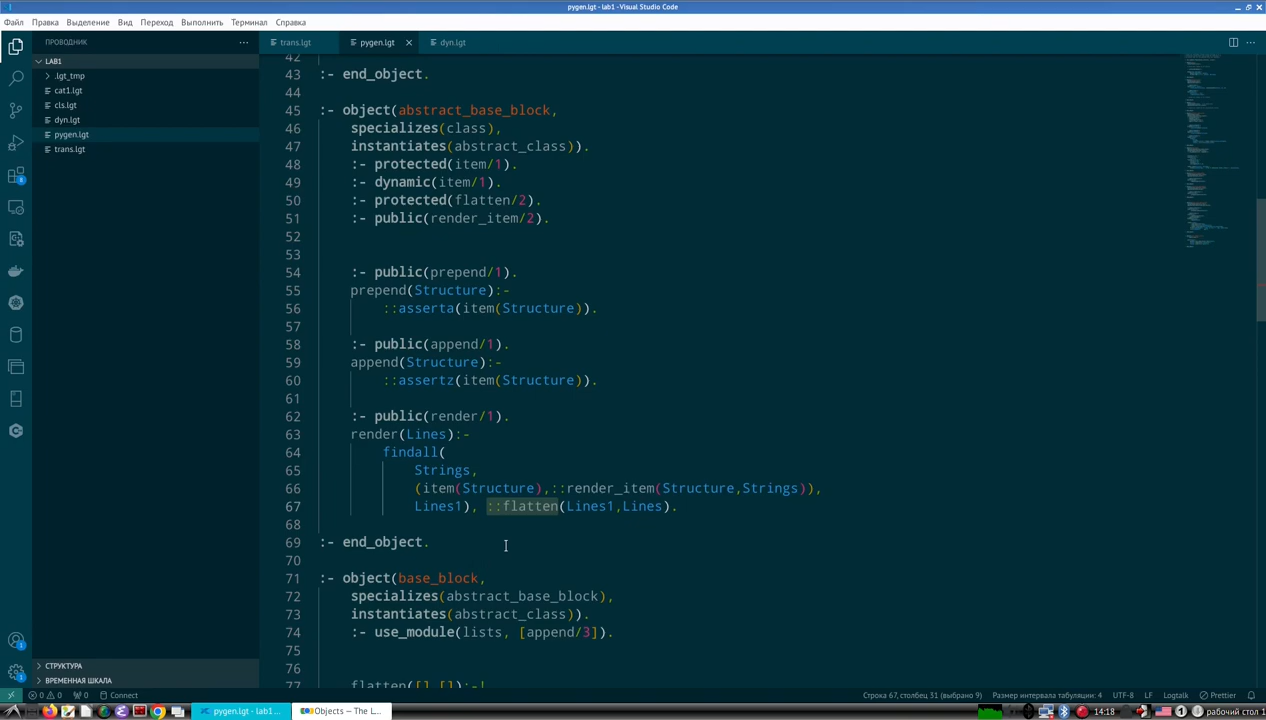 pygen.lgt - lab1 - Visual Studio Code
Файл Правка Выделение Вид Переход Выполнить Терминал Справка
ПРОВОДНИК
trans.lgt pygen.lgt dyn.lgt
LAB1
.lgt_tmp
cat1.lgt
cls.lgt
dyn.lgt
pygen.lgt
trans.lgt
СТРУКТУРА
ВРЕМЕННАЯ ШКАЛА
42
43 :- end_object.
44
45 :- object(abstract_base_block,
46 specializes(class),
47 instantiates(abstract_class)).
48 :- protected(item/1).
49 :- dynamic(item/1).
50 :- protected(flatten/2).
51 :- public(render_item/2).
52
53
54 :- public(prepend/1).
55 prepend(Structure):-
56 ::asserta(item(Structure)).
57
58 :- public(append/1).
59 append(Structure):-
60 ::assertz(item(Structure)).
61
62 :- public(render/1).
63 render(Lines):-
64 findall(
65 Strings,
66 (item(Structure),::render_item(Structure,Strings)),
67 Lines1), ::flatten(Lines1,Lines).
68
69 :- end_object.
70
71 :- object(base_block,
72 specializes(abstract_base_block),
73 instantiates(abstract_class)).
74 :- use_module(lists, [append/3]).
75
76
77 flatten([],[]):-!
0 0 0 Connect Строка 67, столбец 31 (выбрано 9) Размер интервала табуляции: 4 UTF-8 LF Logtalk Prettier
pygen.lgt - lab1... Objects — The L... 14:18 рабочий стол 1